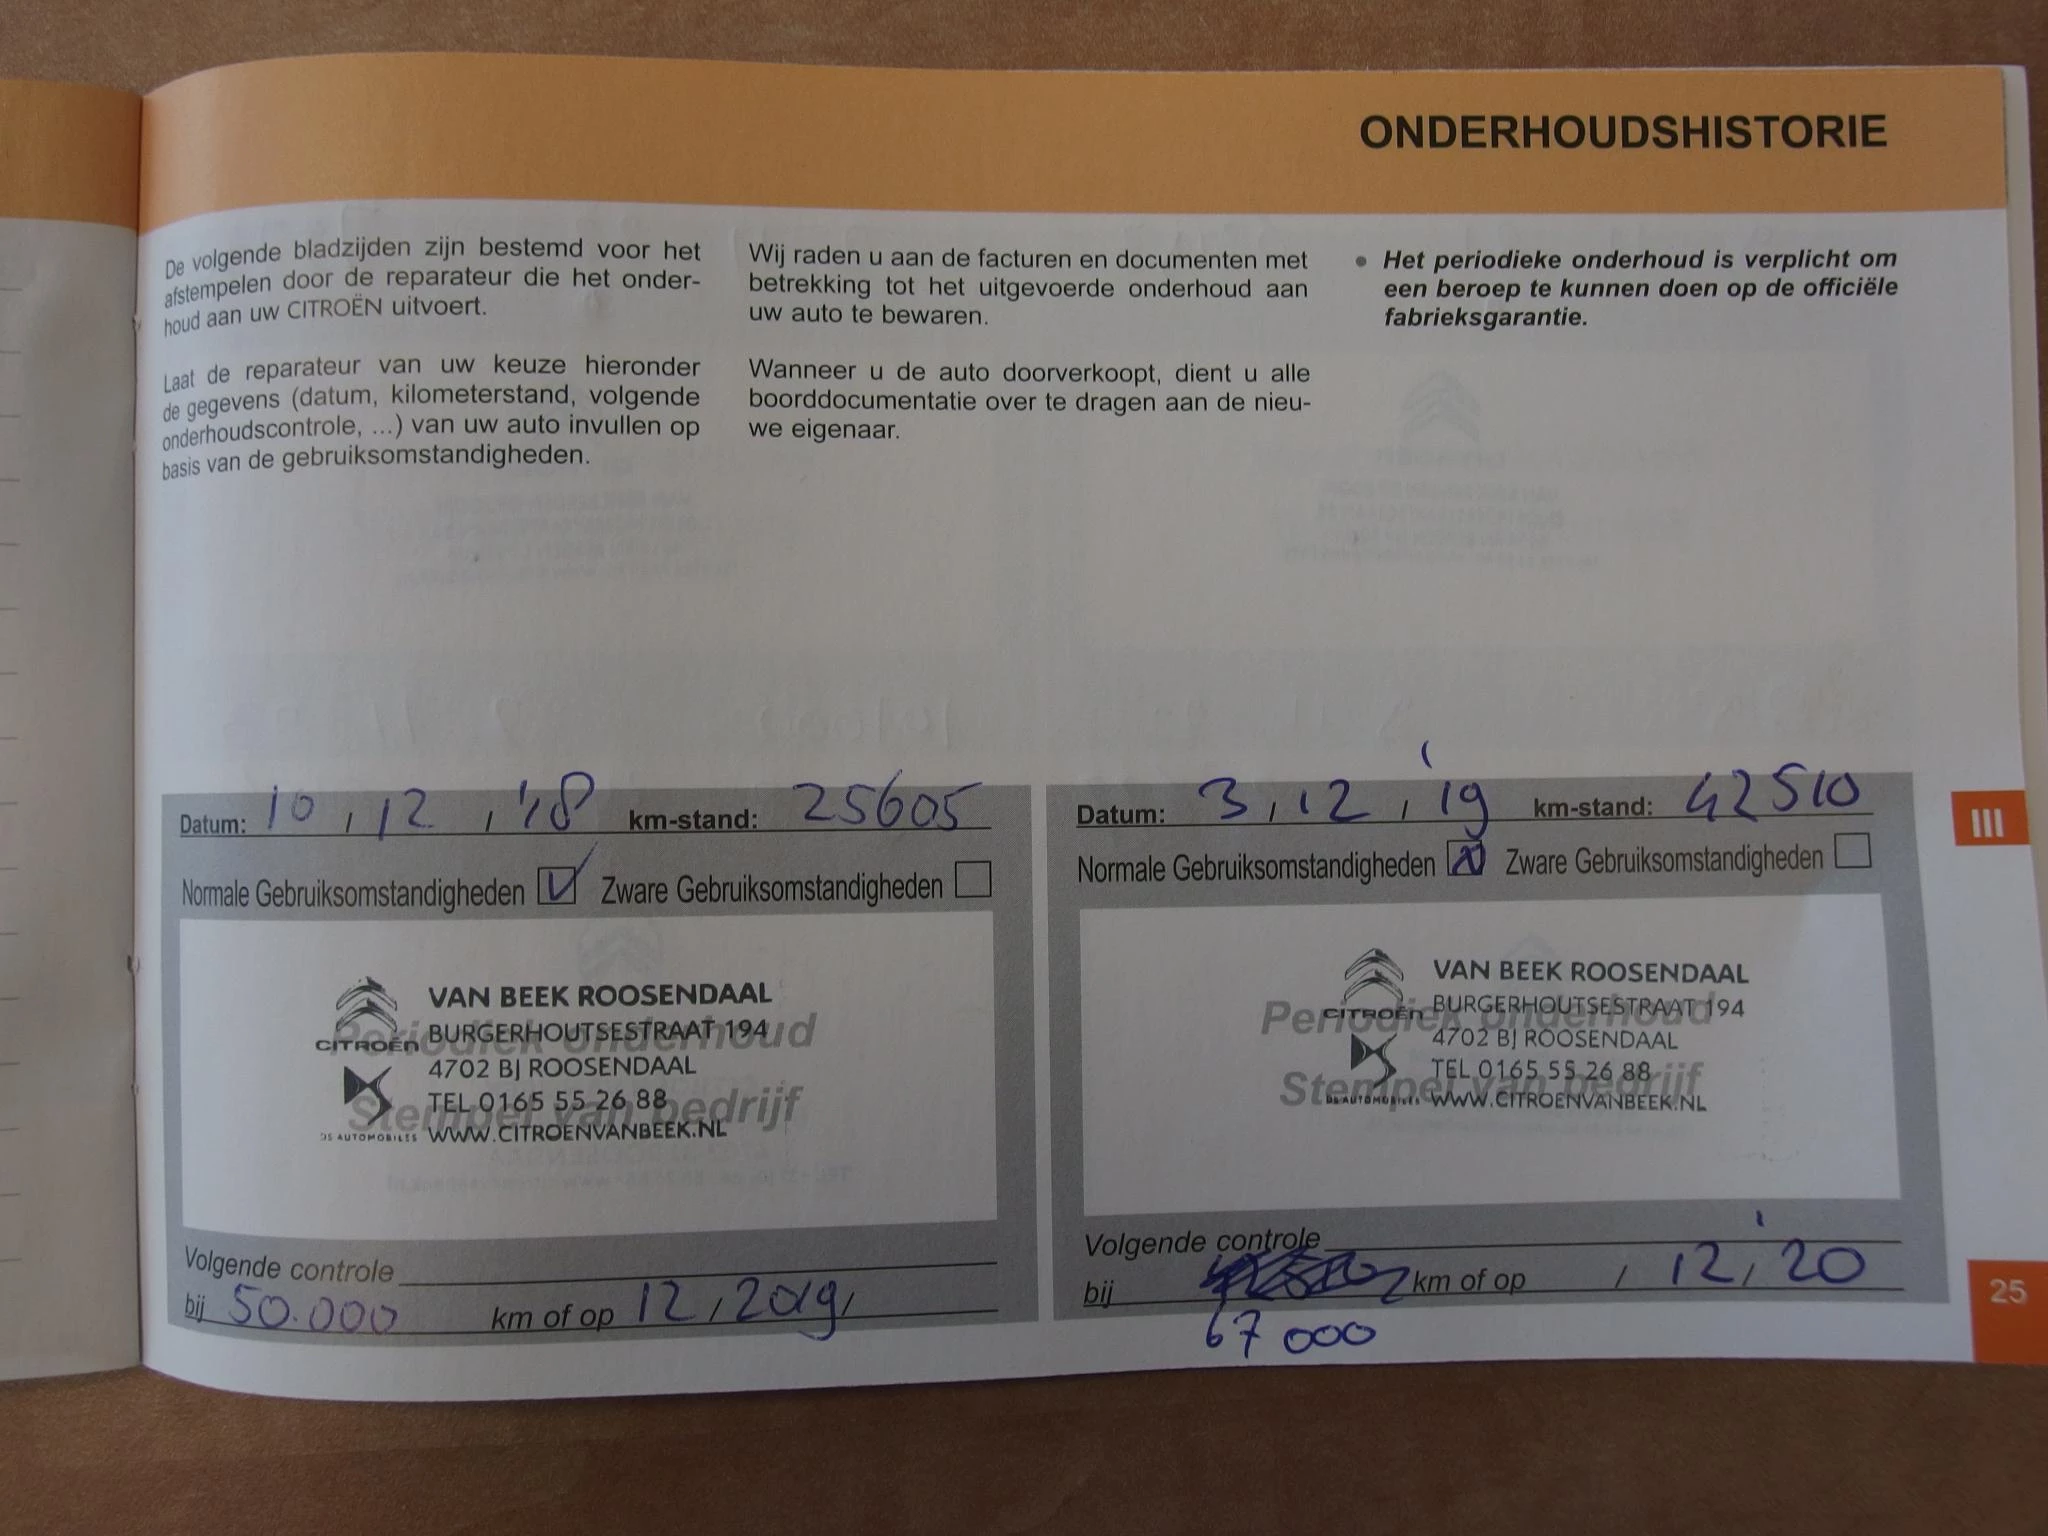 ONDERHOUDSHISTORIE
De volgende bladzijden zijn bestemd voor het
afstempelen door de reparateur die het onder-
houd aan uw CITROËN uitvoert.
Laat de reparateur van uw keuze hieronder
de gegevens (datum, kilometerstand, volgende
onderhoudscontrole, ...) van uw auto invullen op
basis van de gebruiksomstandigheden.
Wij raden u aan de facturen en documenten met
betrekking tot het uitgevoerde onderhoud aan
uw auto te bewaren.
Wanneer u de auto doorverkoopt, dient u alle
boorddocumentatie over te dragen aan de nieu-
we eigenaar.
• Het periodieke onderhoud is verplicht om
een beroep te kunnen doen op de officiële
fabrieksgarantie.
Datum: 10 / 12 / '18 km-stand: 25605
Normale Gebruiksomstandigheden Zware Gebruiksomstandigheden
Periodiek onderhoud
Stempel van bedrijf
CITROËN
DS AUTOMOBILES
VAN BEEK ROOSENDAAL
BURGERHOUTSESTRAAT 194
4702 BJ ROOSENDAAL
TEL 0165 55 26 88
WWW.CITROENVANBEEK.NL
Volgende controle
bij 50.000 km of op 12 / 2019 /
Datum: 3 / 12 / '19 km-stand: 42510
Normale Gebruiksomstandigheden Zware Gebruiksomstandigheden
Periodiek onderhoud
Stempel van bedrijf
CITROËN
DS AUTOMOBILES
VAN BEEK ROOSENDAAL
BURGERHOUTSESTRAAT 194
4702 BJ ROOSENDAAL
TEL 0165 55 26 88
WWW.CITROENVANBEEK.NL
Volgende controle
bij km of op / 12 / '20
67 000
III
25